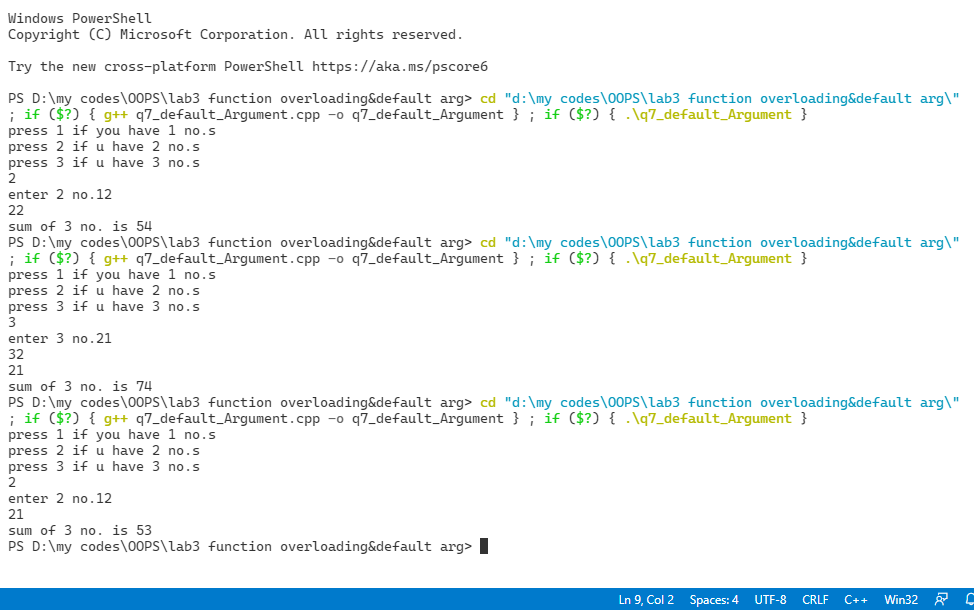 Windows PowerShell
Copyright (C) Microsoft Corporation. All rights reserved.
Try the new cross-platform PowerShell https://aka.ms/pscore6
PS D:\my codes\OOPS\lab3 function overloading&default arg> cd "d:\my codes\OOPS\lab3 function overloading&default arg\"
; if ($?) { g++ q7_default_Argument.cpp -o q7_default_Argument } ; if ($?) { .\q7_default_Argument }
press 1 if you have 1 no.s
press 2 if u have 2 no.s
press 3 if u have 3 no.s
2
enter 2 no.12
22
sum of 3 no. is 54
PS D:\my codes\OOPS\lab3 function overloading&default arg> cd "d:\my codes\OOPS\lab3 function overloading&default arg\"
; if ($?) { g++ q7_default_Argument.cpp -o q7_default_Argument } ; if ($?) { .\q7_default_Argument }
press 1 if you have 1 no.s
press 2 if u have 2 no.s
press 3 if u have 3 no.s
3
enter 3 no.21
32
21
sum of 3 no. is 74
PS D:\my codes\OOPS\lab3 function overloading&default arg> cd "d:\my codes\OOPS\lab3 function overloading&default arg\"
; if ($?) { g++ q7_default_Argument.cpp -o q7_default_Argument } ; if ($?) { .\q7_default_Argument }
press 1 if you have 1 no.s
press 2 if u have 2 no.s
press 3 if u have 3 no.s
2
enter 2 no.12
21
sum of 3 no. is 53
PS D:\my codes\OOPS\lab3 function overloading&default arg>
Ln 9, Col 2 Spaces: 4 UTF-8 CRLF C++ Win32